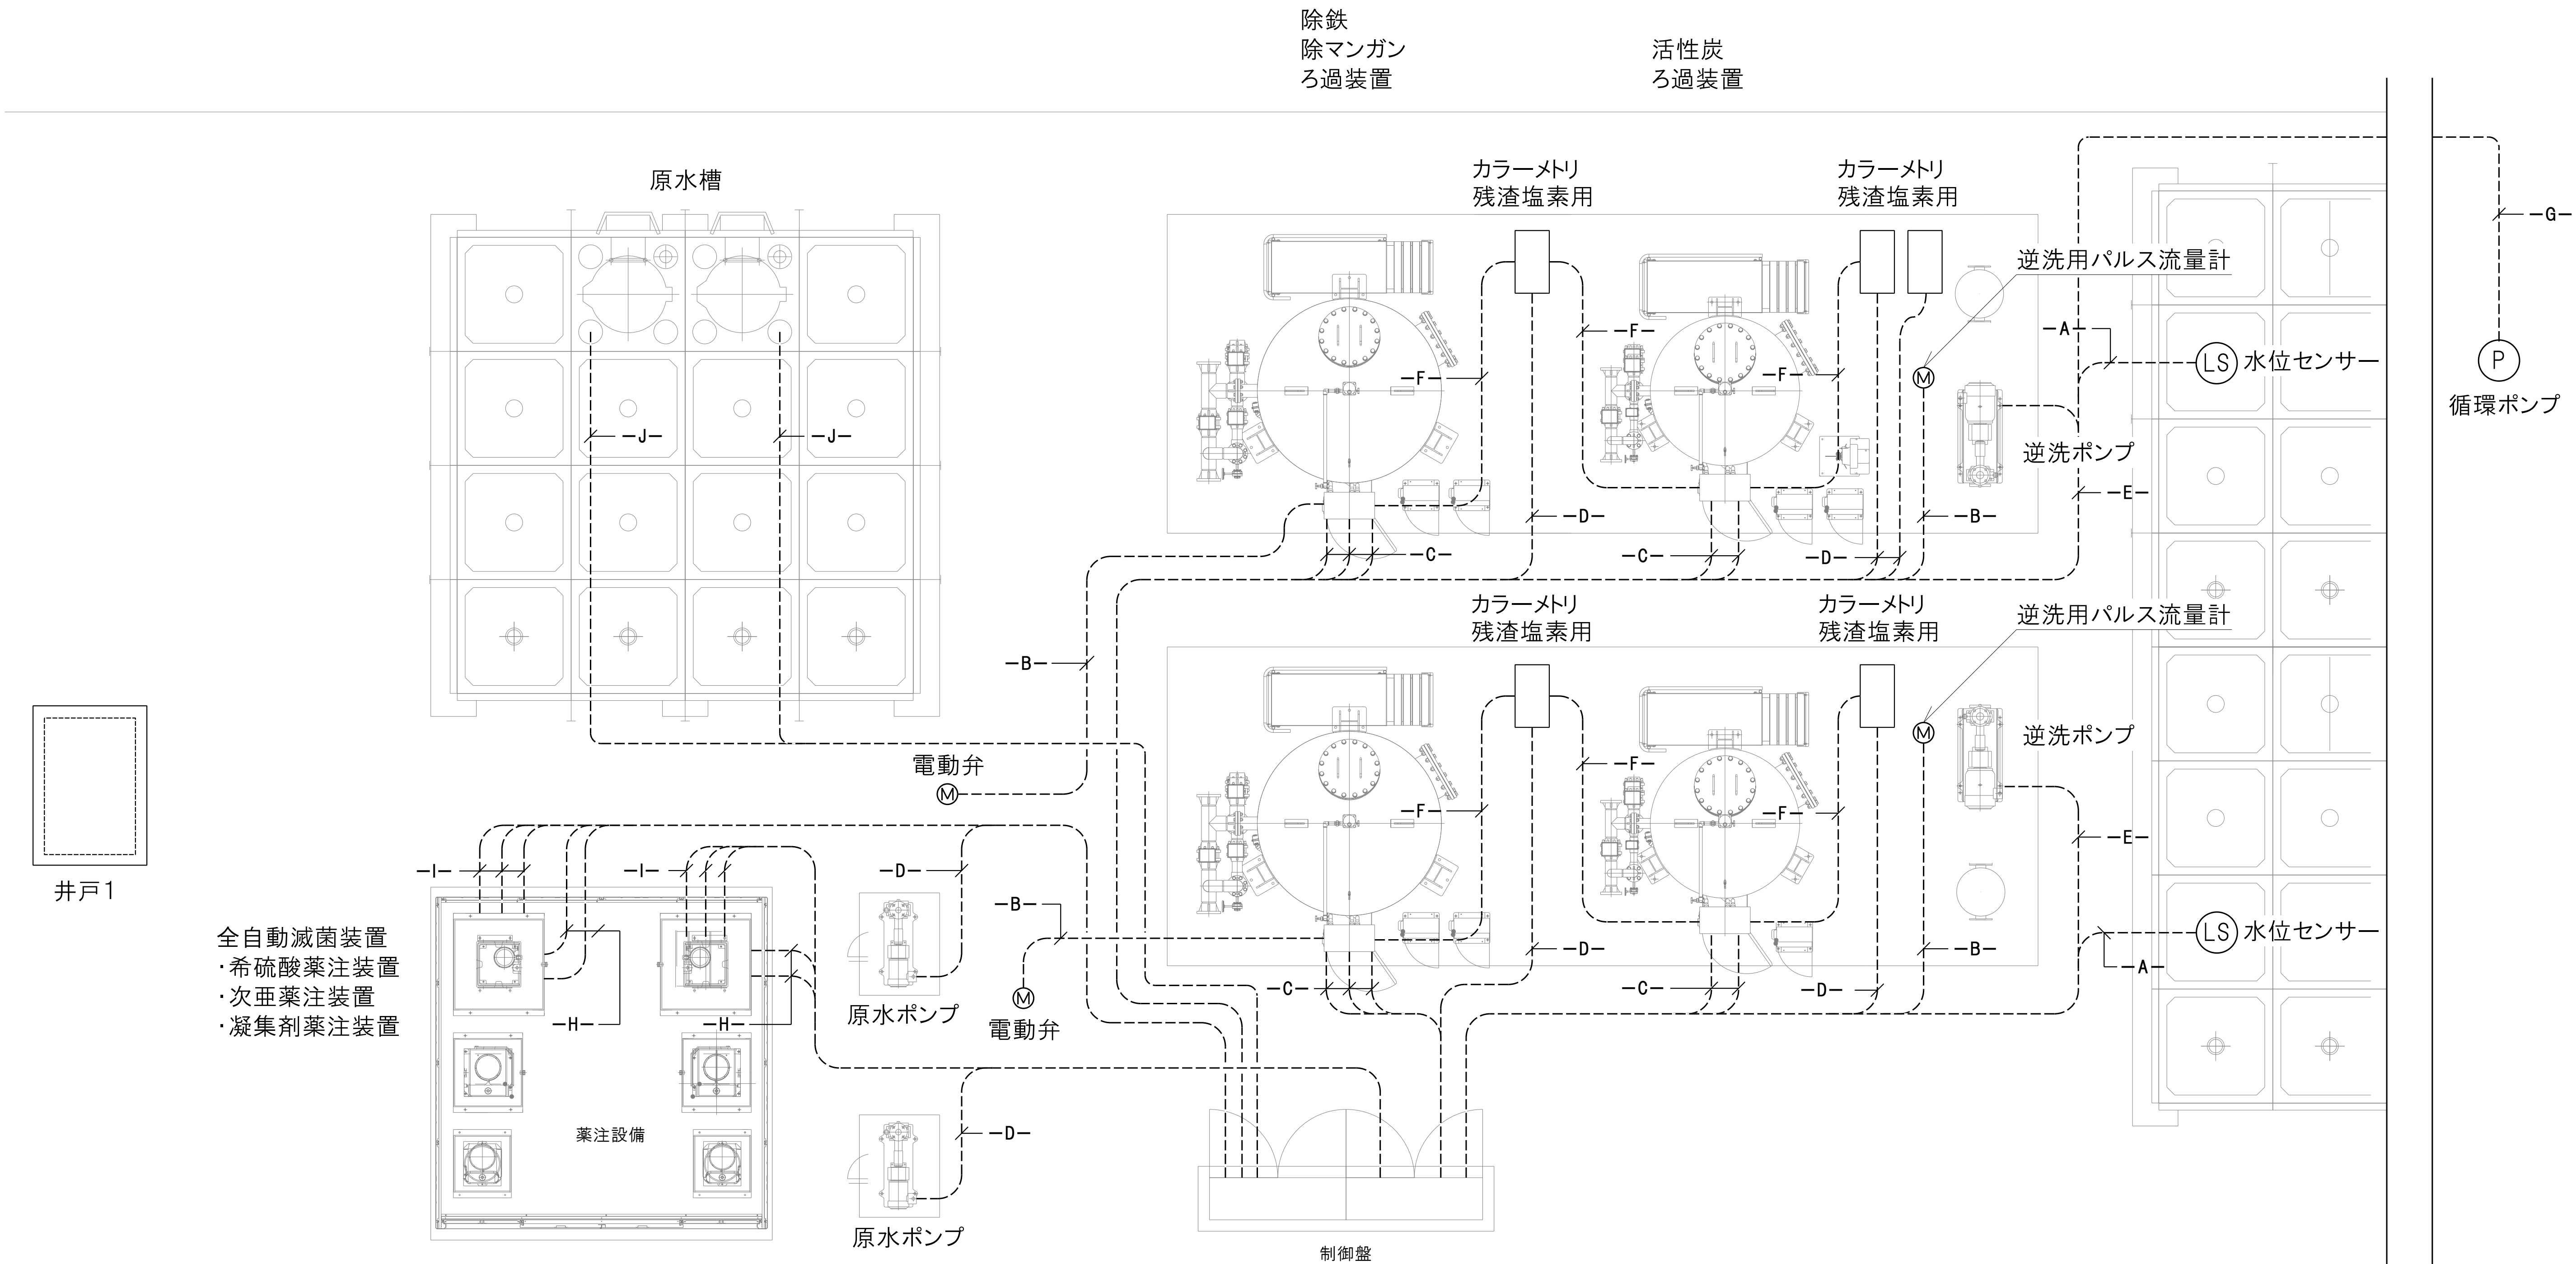 除鉄
除マンガン
ろ過装置
活性炭
ろ過装置
原水槽
カラーメトリ
残渣塩素用
カラーメトリ
残渣塩素用
-G-
逆洗用パルス流量計
-A-
-F-
LS 水位センサー
P
循環ポンプ
-F-
-F-
M
-J-
-J-
逆洗ポンプ
-E-
-D-
-B-
-C-
-C-
-D-
カラーメトリ
残渣塩素用
カラーメトリ
残渣塩素用
逆洗用パルス流量計
-B-
M
逆洗ポンプ
電動弁
M
-F-
-F-
-F-
-E-
井戸1
-I-
-I-
-D-
-B-
LS 水位センサー
全自動滅菌装置
・希硫酸薬注装置
・次亜薬注装置
・凝集剤薬注装置
-D-
-B-
-A-
-C-
-C-
-D-
M
電動弁
原水ポンプ
-H-
-H-
薬注設備
-D-
原水ポンプ
制御盤